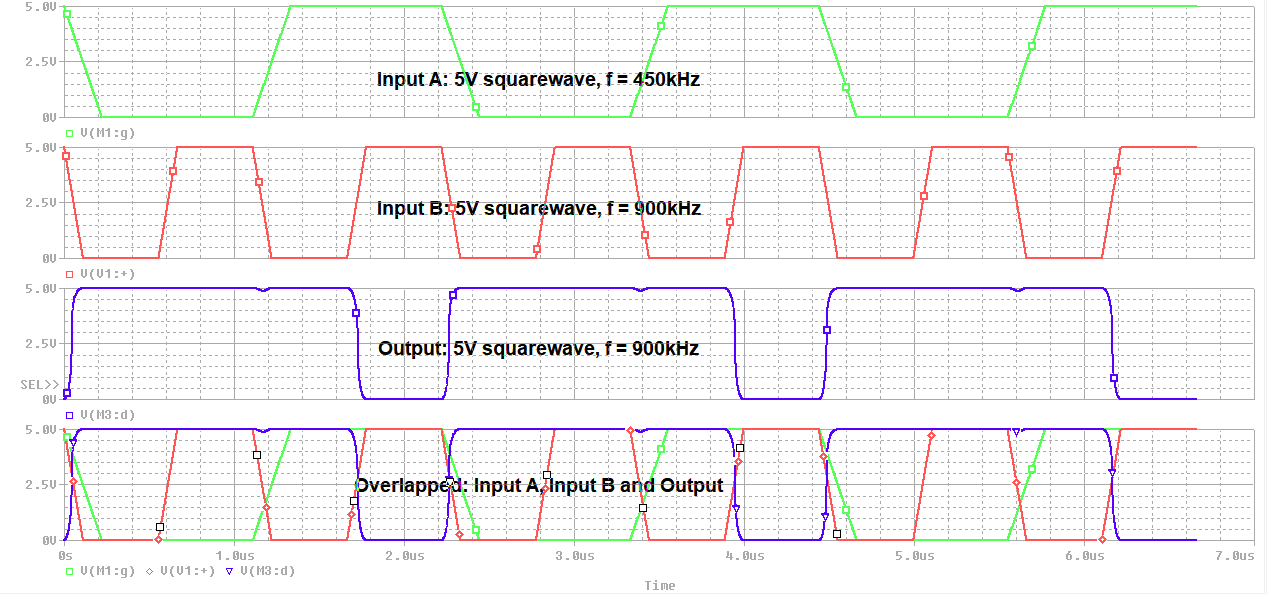 5.0V
2.5V
Input A: 5V squarewave, f = 450kHz
0V
V(M1:g)
5.0V
2.5V
Input B: 5V squarewave, f = 900kHz
0V
V(V1:+)
5.0V
2.5V
Output: 5V squarewave, f = 900kHz
SEL>>
0V
V(M3:d)
5.0V
2.5V
Overlapped: Input A, Input B and Output
0V
0s 1.0us 2.0us 3.0us 4.0us 5.0us 6.0us 7.0us
V(M1:g) V(V1:+) V(M3:d)
Time